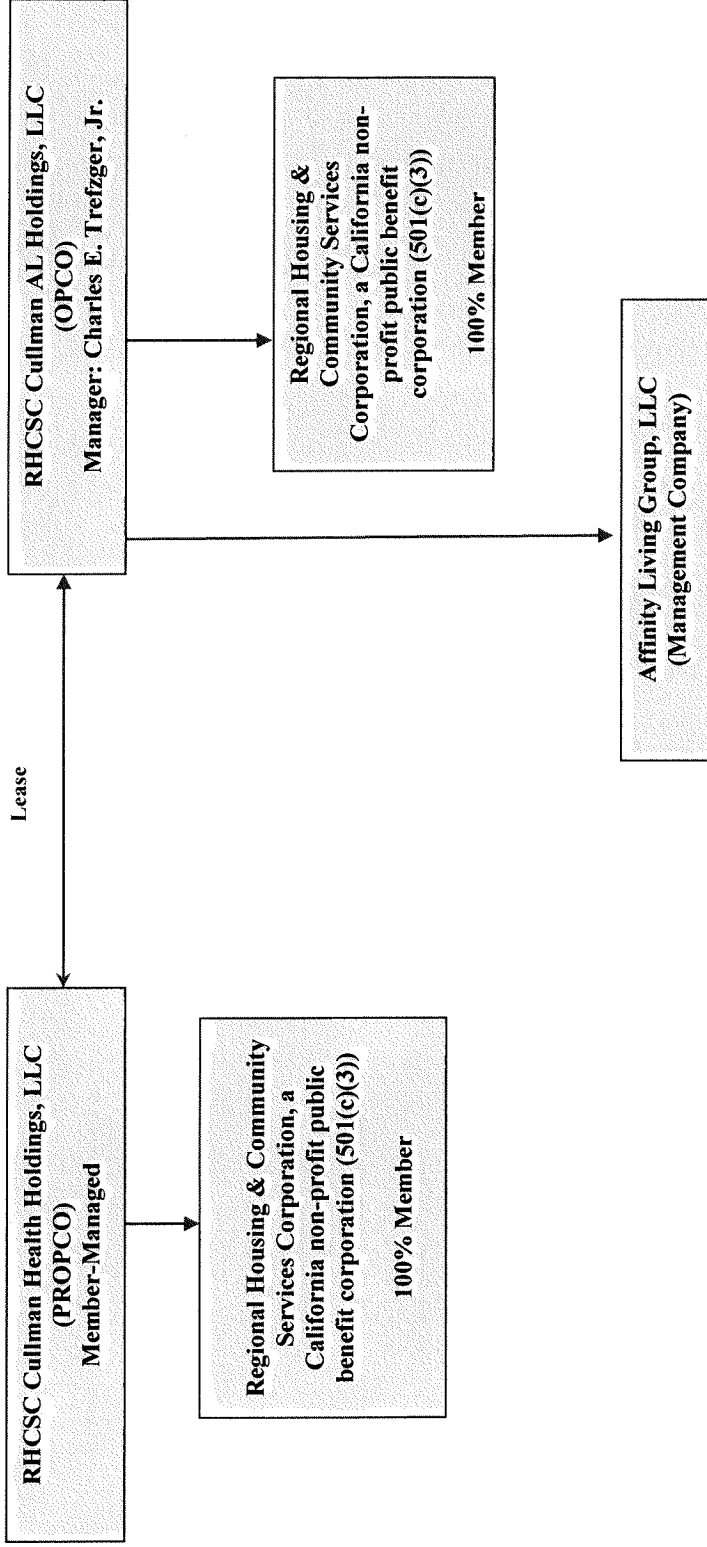 RHCSC Cullman Health Holdings, LLC
(PROPCO)
Member-Managed
Lease
RHCSC Cullman AL Holdings, LLC
(OPCO)
Manager: Charles E. Trefzger, Jr.
Regional Housing & Community
Services Corporation, a
California non-profit public
benefit corporation (501(c)(3))
100% Member
Regional Housing &
Community Services
Corporation, a California non-
profit public benefit
corporation (501(c)(3))
100% Member
Affinity Living Group, LLC
(Management Company)